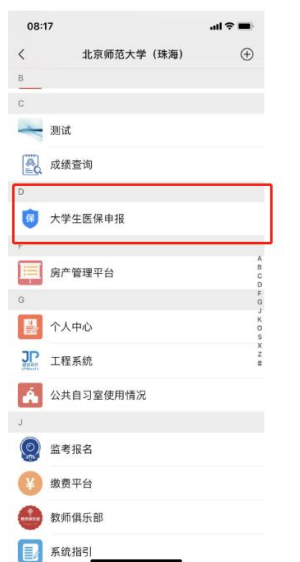 08:17
北京师范大学（珠海）
B
C
测试
成绩查询
D
保
大学生医保申报
F
房产管理平台
A
B
C
D
F
G
J
K
O
S
X
Z
#
G
个人中心
JP
工程系统
公共自习室使用情况
J
监考报名
¥
缴费平台
教师俱乐部
系统指引